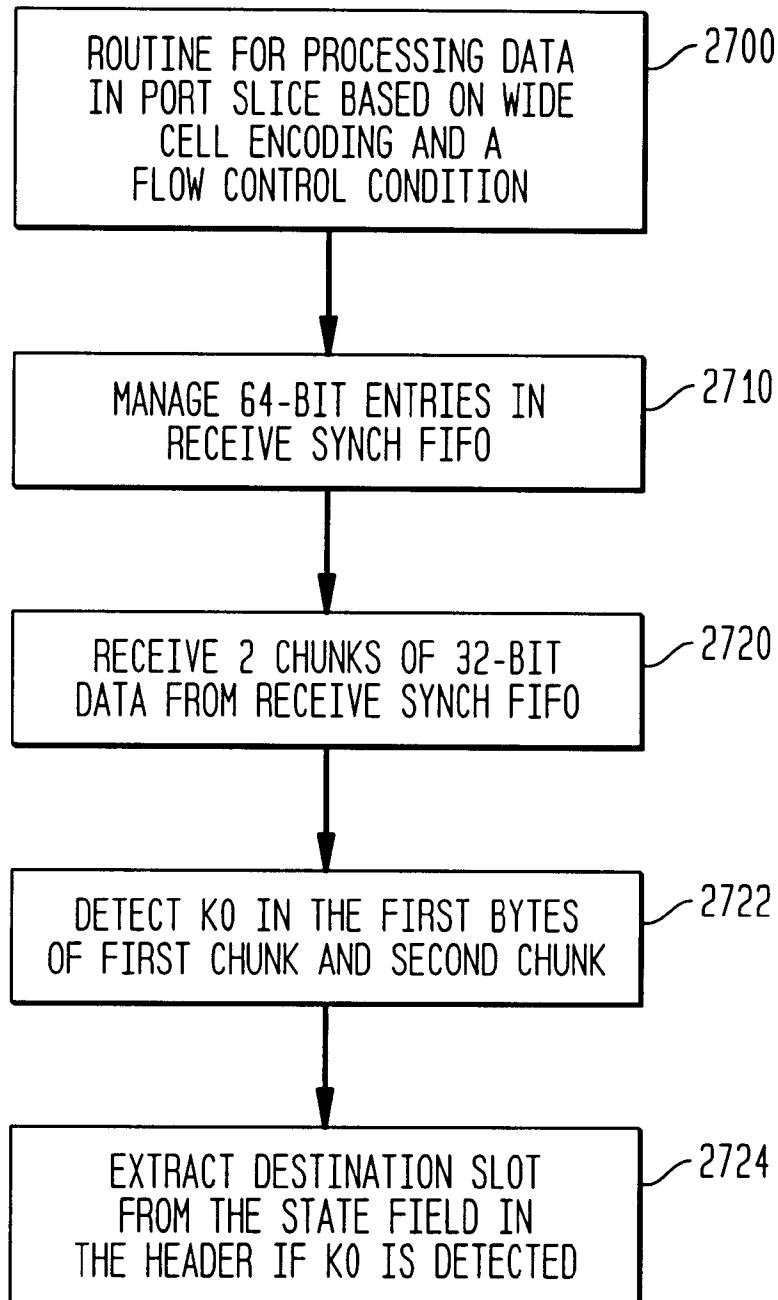 ROUTINE FOR PROCESSING DATA
IN PORT SLICE BASED ON WIDE
CELL ENCODING AND A
FLOW CONTROL CONDITION
2700
MANAGE 64-BIT ENTRIES IN
RECEIVE SYNCH FIFO
2710
RECEIVE 2 CHUNKS OF 32-BIT
DATA FROM RECEIVE SYNCH FIFO
2720
DETECT K0 IN THE FIRST BYTES
OF FIRST CHUNK AND SECOND CHUNK
2722
EXTRACT DESTINATION SLOT
FROM THE STATE FIELD IN
THE HEADER IF K0 IS DETECTED
2724